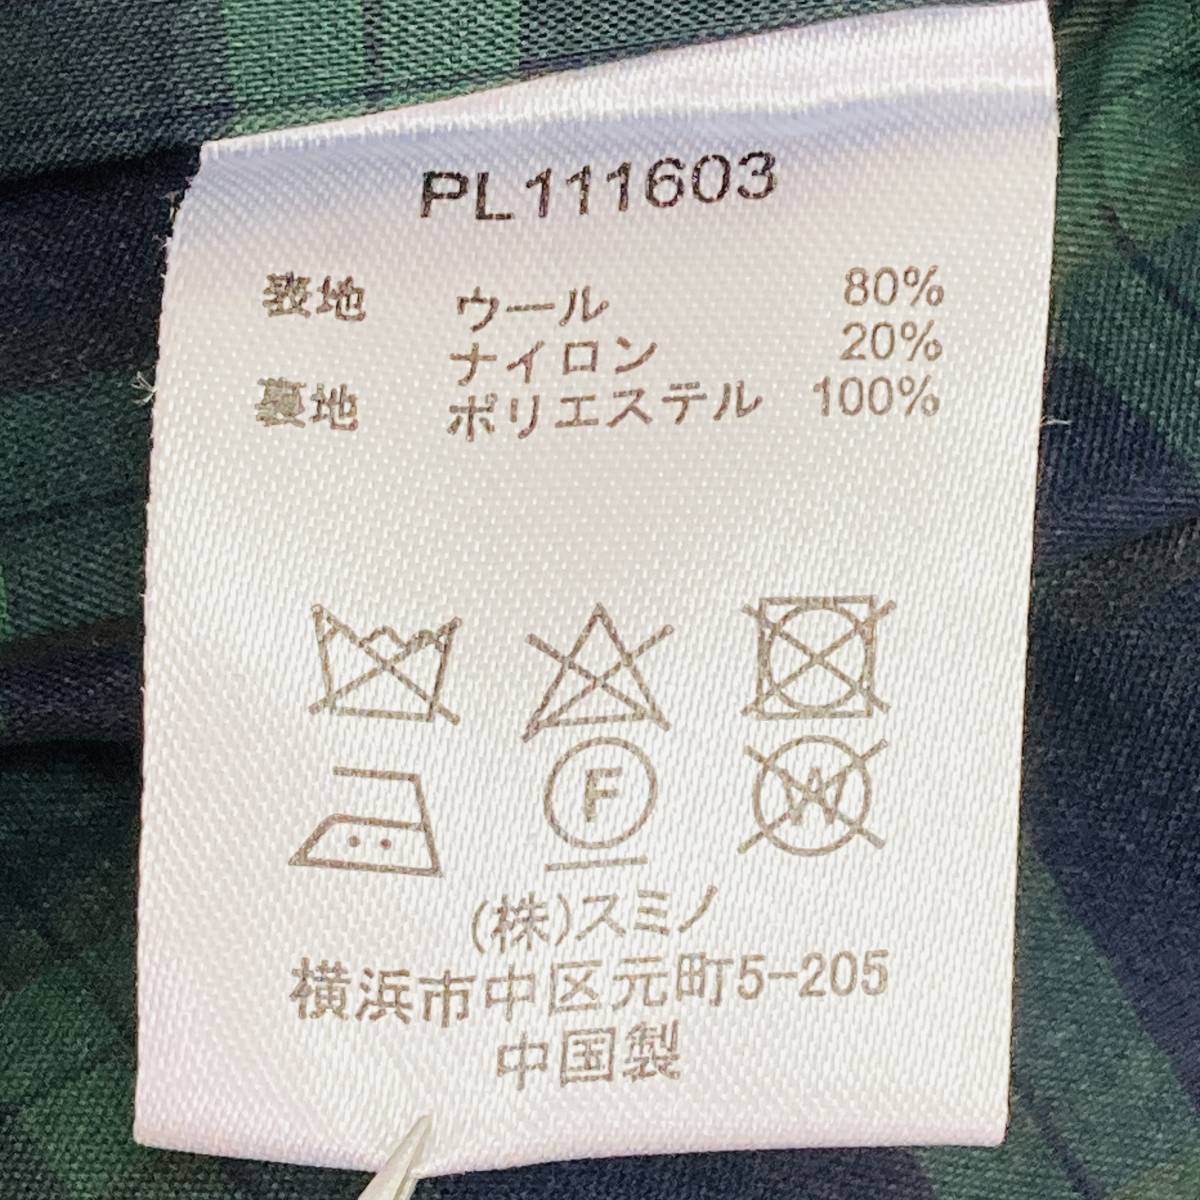 PL111603
表地 ウール 80%
ナイロン 20%
裏地 ポリエステル 100%
F
W
(株)スミノ
横浜市中区元町5-205
中国製